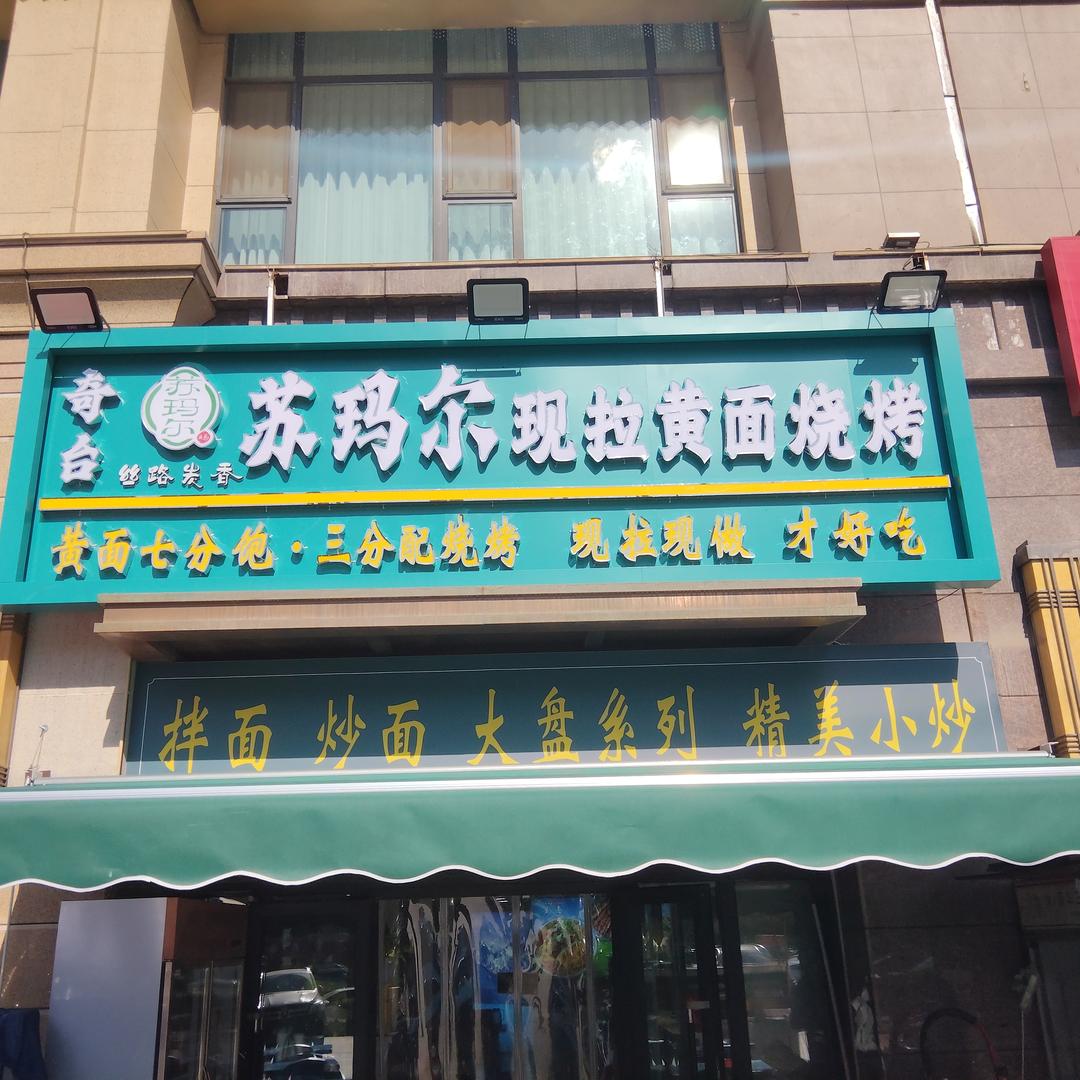 奇台
苏玛尔
苏玛尔现拉黄面烧烤
丝路炭香
黄面七分饱·三分配烧烤 现拉现做 才好吃
拌面 炒面 大盘系列 精美小炒